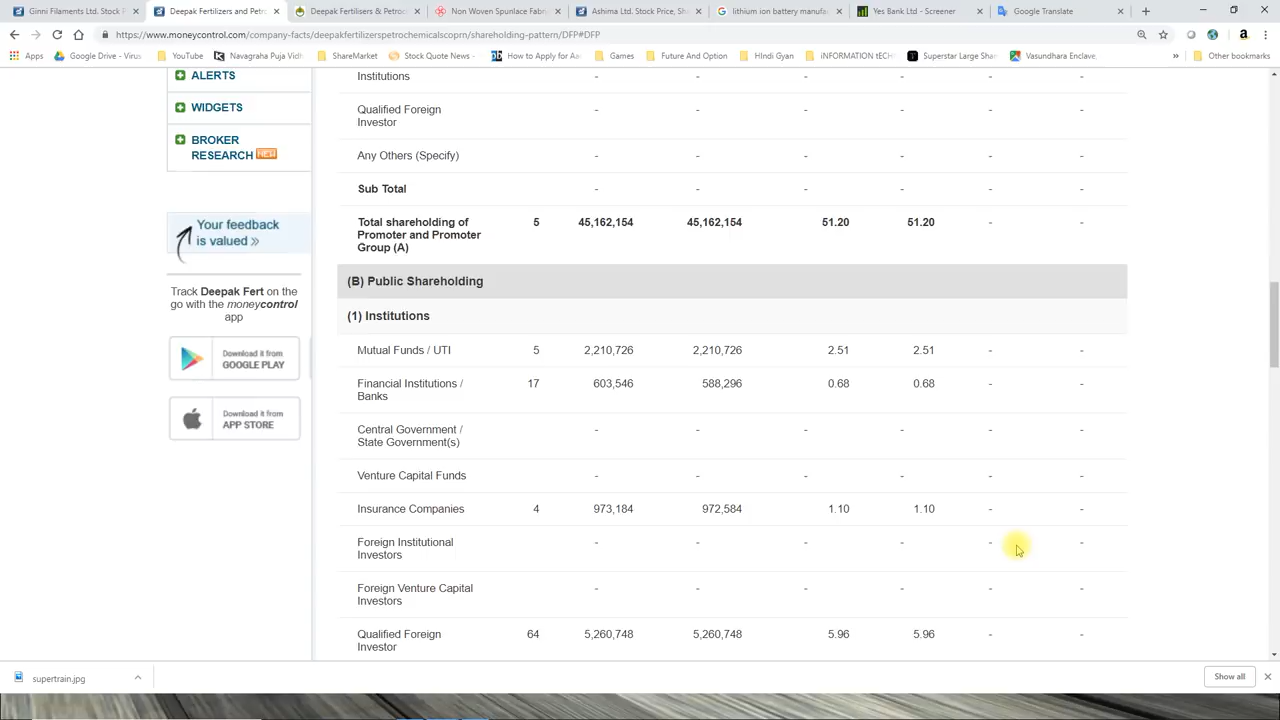 Ginni Filaments Ltd. Stock P
Deepak Fertilizers and Petr
Deepak Fertilisers & Petroc
Non Woven Spunlace Fab
Ashima Ltd. Stock Price, Sha
lithium ion battery manufa
Yes Bank Ltd - Screener
Google Translate
https://www.moneycontrol.com/company-facts/deepakfertilizerspetrochemicalscoprn/shareholding-pattern/DFP#DFP
Apps
Google Drive - Virus
YouTube
Navagraha Puja Vidh
ShareMarket
Stock Quote News -
How to Apply for Aa
Games
Future And Option
HIndi Gyan
iNFORMATION tECH
Superstar Large Shar
Vasundhara Enclave,
»
Other bookmarks
ALERTS
WIDGETS
BROKER
RESEARCH NEW
Your feedback
is valued »
Track Deepak Fert on the
go with the moneycontrol
app
Download it from
GOOGLE PLAY
Download it from
APP STORE
Institutions - - - - - -
Qualified Foreign - - - - - -
Investor
Any Others (Specify) - - - - - -
Sub Total - - - - - -
Total shareholding of 5 45,162,154 45,162,154 51.20 51.20 - -
Promoter and Promoter
Group (A)
(B) Public Shareholding
(1) Institutions
Mutual Funds / UTI 5 2,210,726 2,210,726 2.51 2.51 - -
Financial Institutions / 17 603,546 588,296 0.68 0.68 - -
Banks
Central Government / - - - - - -
State Government(s)
Venture Capital Funds - - - - - -
Insurance Companies 4 973,184 972,584 1.10 1.10 - -
Foreign Institutional - - - - - -
Investors
Foreign Venture Capital - - - - - -
Investors
Qualified Foreign 64 5,260,748 5,260,748 5.96 5.96 - -
Investor
supertrain.jpg
Show all